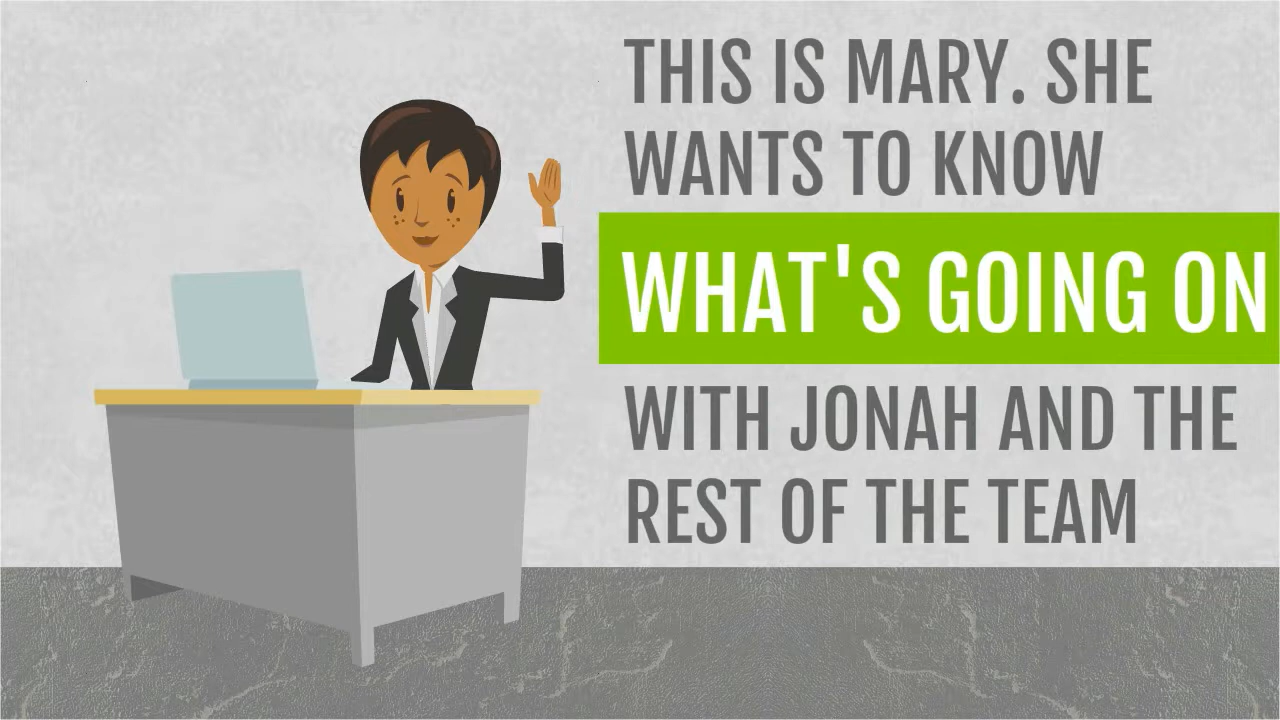 THIS IS MARY. SHE
WANTS TO KNOW
WHAT'S GOING ON
WITH JONAH AND THE
REST OF THE TEAM